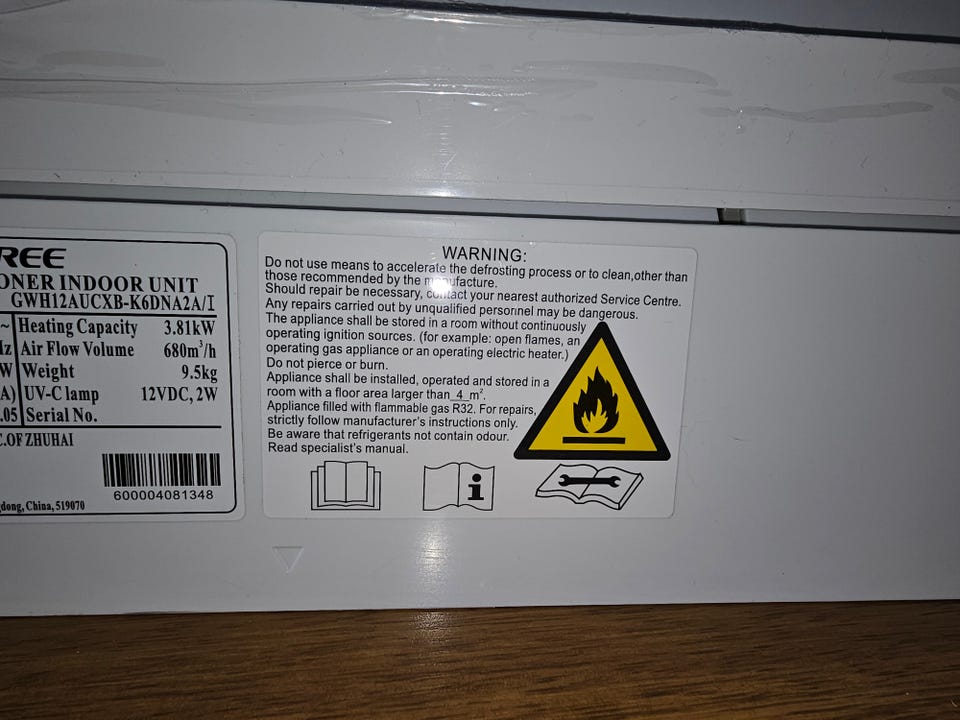 REE
ONER INDOOR UNIT
GWH12AUCXB-K6DNA2A/I
~ Heating Capacity 3.81kW
Hz Air Flow Volume 680m³/h
W Weight 9.5kg
A) UV-C lamp 12VDC, 2W
.05 Serial No.
C.OF ZHUHAI
600004081348
gdong, China, 519070
WARNING:
Do not use means to accelerate the defrosting process or to clean,other than
those recommended by the manufacture.
Should repair be necessary, contact your nearest authorized Service Centre.
Any repairs carried out by unqualified personnel may be dangerous.
The appliance shall be stored in a room without continuously
operating ignition sources. (for example: open flames, an
operating gas appliance or an operating electric heater.)
Do not pierce or burn.
Appliance shall be installed, operated and stored in a
room with a floor area larger than 4 m².
Appliance filled with flammable gas R32. For repairs,
strictly follow manufacturer's instructions only.
Be aware that refrigerants not contain odour.
Read specialist's manual.
i